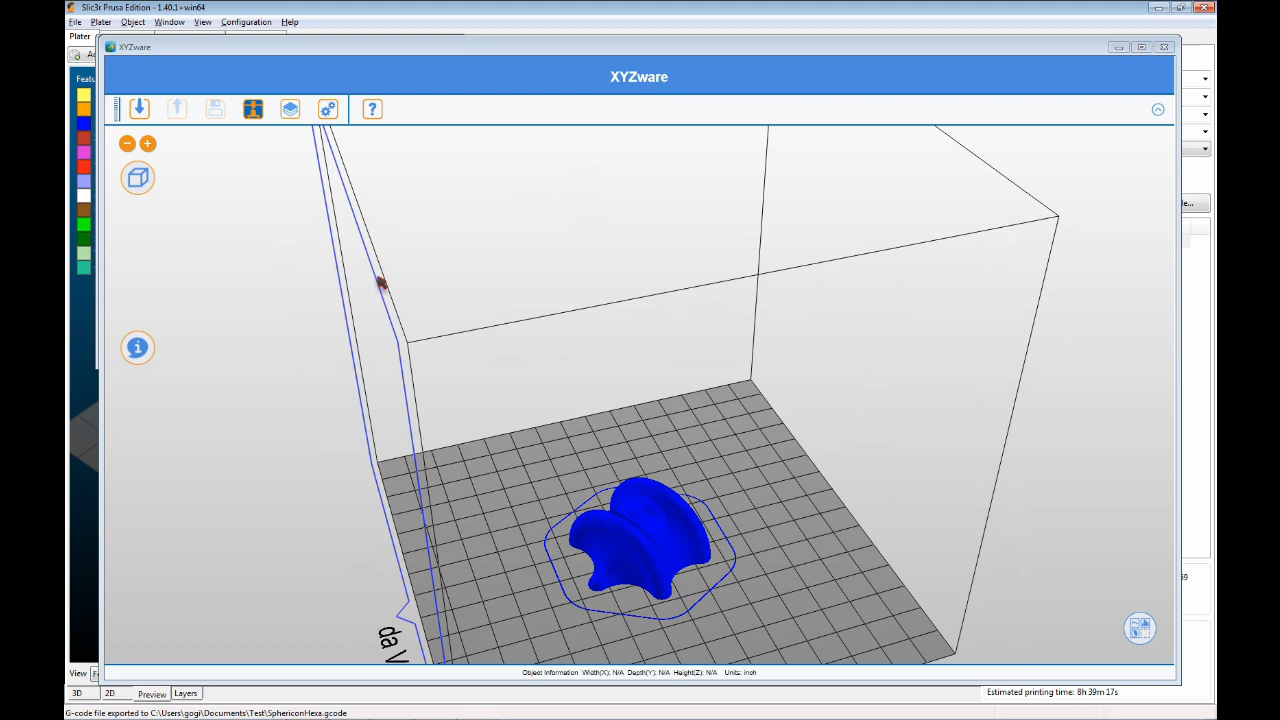 Slic3r Prusa Edition - 1.40.1+win64
File Plater Object Window View Configuration Help
Plater
XYZware
XYZware
?
da V
Object Information Width(X): N/A Depth(Y): N/A Height(Z): N/A Units: inch
View
3D 2D Preview Layers
Estimated printing time: 8h 39m 17s
G-code file exported to C:\Users\gogi\Documents\Test\SphericonHexa.gcode